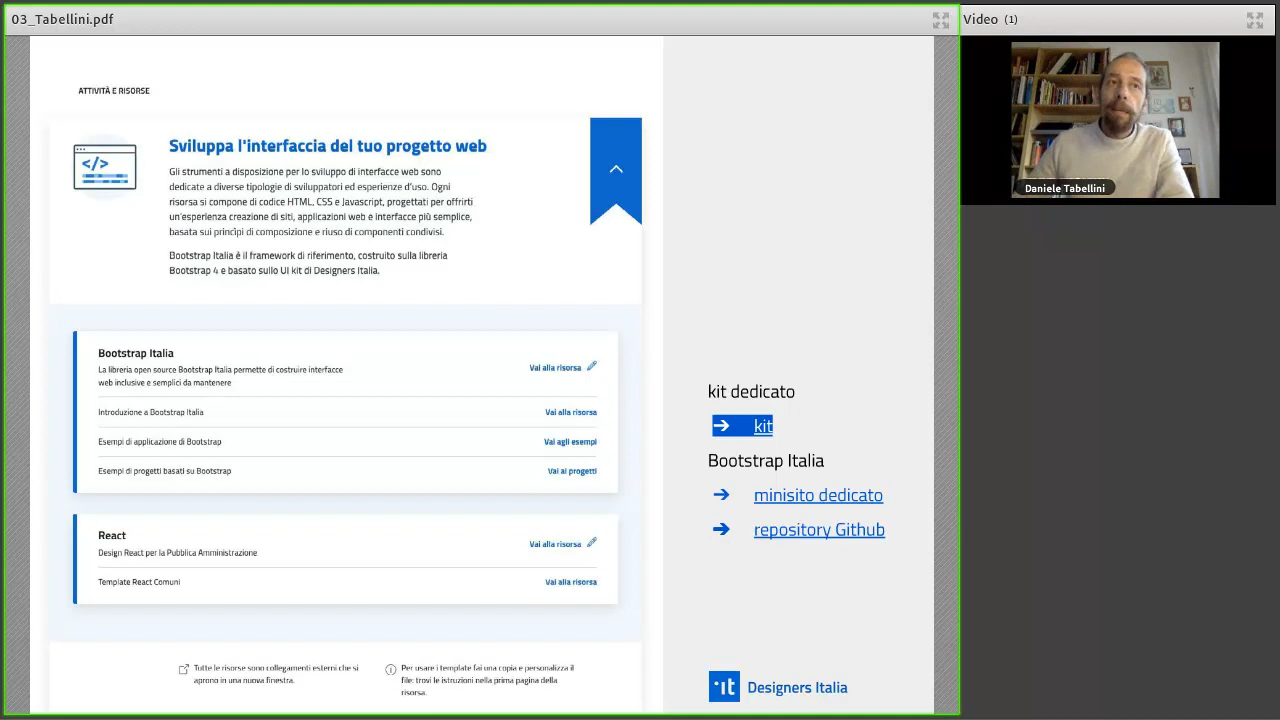 03_Tabellini.pdf
Video (1)
ATTIVITÀ E RISORSE
Sviluppa l'interfaccia del tuo progetto web
Gli strumenti a disposizione per lo sviluppo di interfacce web sono
dedicate a diverse tipologie di sviluppatori ed esperienze d'uso. Ogni
risorsa si compone di codice HTML, CSS e Javascript, progettati per offrirti
un'esperienza creazione di siti, applicazioni web e interfacce più semplice,
basata sui principi di composizione e riuso di componenti condivisi.
Bootstrap Italia è il framework di riferimento, costruito sulla libreria
Bootstrap 4 e basato sullo UI kit di Designers Italia.
Bootstrap Italia
La libreria open source Bootstrap Italia permette di costruire interfacce
web inclusive e semplici da mantenere
Vai alla risorsa
Introduzione a Bootstrap Italia
Vai alla risorsa
Esempi di applicazione di Bootstrap
Vai agli esempi
Esempi di progetti basati su Bootstrap
Vai ai progetti
React
Design React per la Pubblica Amministrazione
Vai alla risorsa
Template React Comuni
Vai alla risorsa
Tutte le risorse sono collegamenti esterni che si
aprono in una nuova finestra.
Per usare i template fai una copia e personalizza il
file: trovi le istruzioni nella prima pagina della
risorsa.
kit dedicato
→ kit
Bootstrap Italia
→ minisito dedicato
→ repository Github
.it Designers Italia
Daniele Tabellini